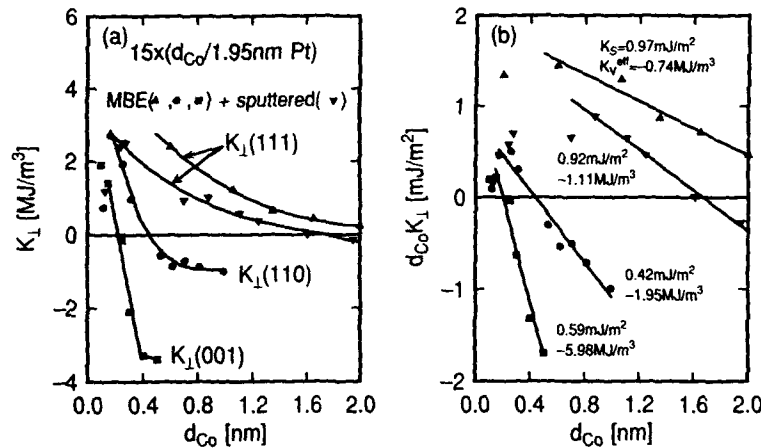 (a)
15x(dCo/1.95nm Pt)
MBE(▲,●,■) + sputtered(▼)
K⊥(111)
K⊥(110)
K⊥(001)
K⊥ [MJ/m³]
4
2
0
−2
−4
0.0 0.4 0.8 1.2 1.6 2.0
dCo [nm]
(b)
KS=0.97mJ/m²
KVeff=−0.74MJ/m³
0.92mJ/m²
−1.11MJ/m³
0.42mJ/m²
−1.95MJ/m³
0.59mJ/m²
−5.98MJ/m³
dCoK⊥ [mJ/m²]
2
1
0
−1
−2
0.0 0.4 0.8 1.2 1.6 2.0
dCo [nm]